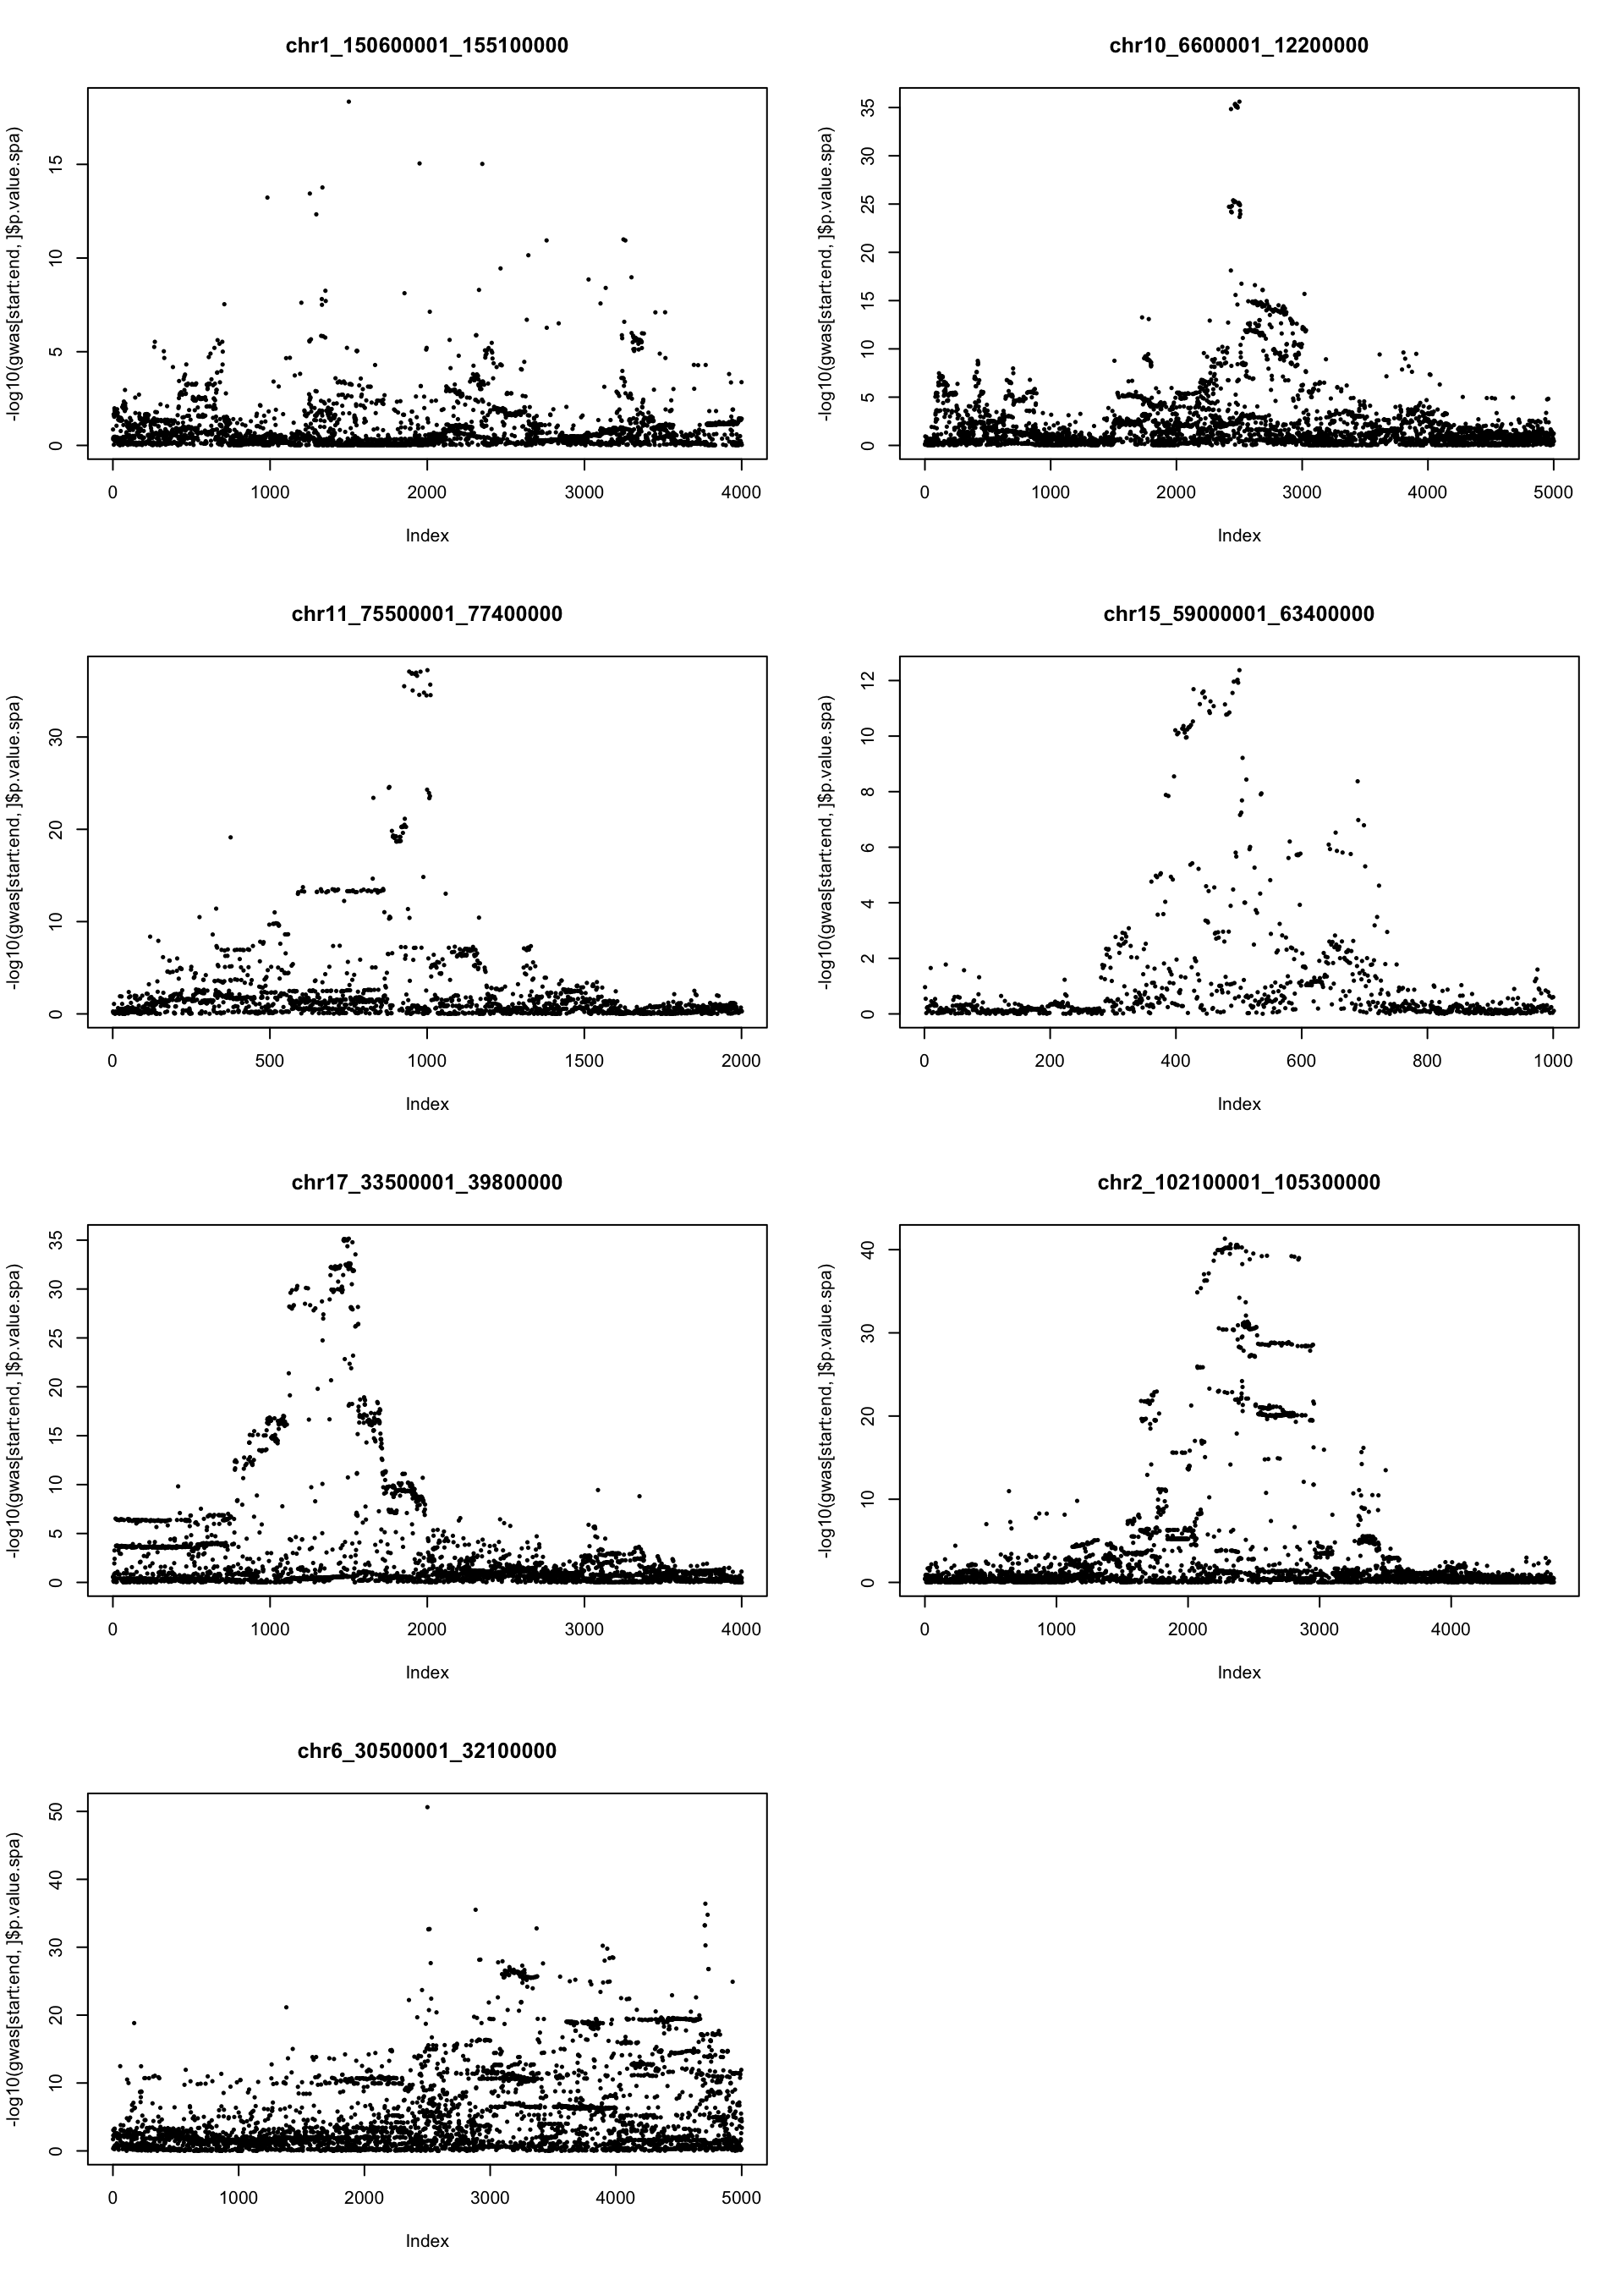 chr1_150600001_155100000
-log10(gwas[start:end, ]$p.value.spa)
0 5 10 15
0 1000 2000 3000 4000
Index
chr10_6600001_12200000
-log10(gwas[start:end, ]$p.value.spa)
0 5 10 15 20 25 30 35
0 1000 2000 3000 4000 5000
Index
chr11_75500001_77400000
-log10(gwas[start:end, ]$p.value.spa)
0 10 20 30
0 500 1000 1500 2000
Index
chr15_59000001_63400000
-log10(gwas[start:end, ]$p.value.spa)
0 2 4 6 8 10 12
0 200 400 600 800 1000
Index
chr17_33500001_39800000
-log10(gwas[start:end, ]$p.value.spa)
0 5 10 15 20 25 30 35
0 1000 2000 3000 4000
Index
chr2_102100001_105300000
-log10(gwas[start:end, ]$p.value.spa)
0 10 20 30 40
0 1000 2000 3000 4000
Index
chr6_30500001_32100000
-log10(gwas[start:end, ]$p.value.spa)
0 10 20 30 40 50
0 1000 2000 3000 4000 5000
Index